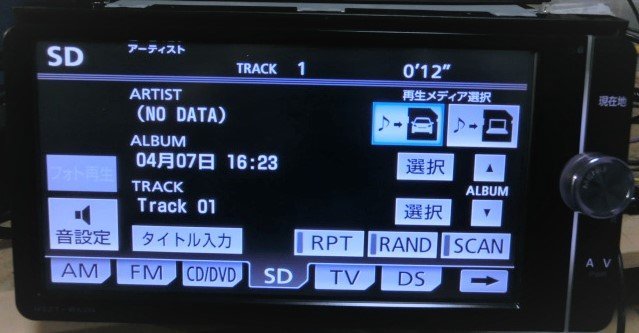 SD
アーティスト
TRACK 1 0'12"
ARTIST
(NO DATA)
再生メディア選択
現在地
ALBUM
04月07日 16:23
選択
フォト再生
TRACK
ALBUM
Track 01
選択
音設定
タイトル入力
RPT
RAND
SCAN
AM
FM
CD/DVD
SD
TV
DS
A V